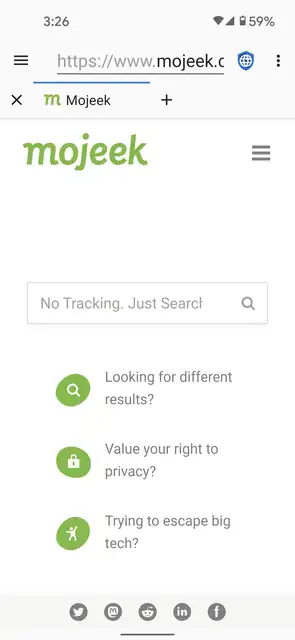 3:26
59%
https://www.mojeek.c
Mojeek
mojeek
No Tracking. Just Search
Looking for different
results?
Value your right to
privacy?
Trying to escape big
tech?